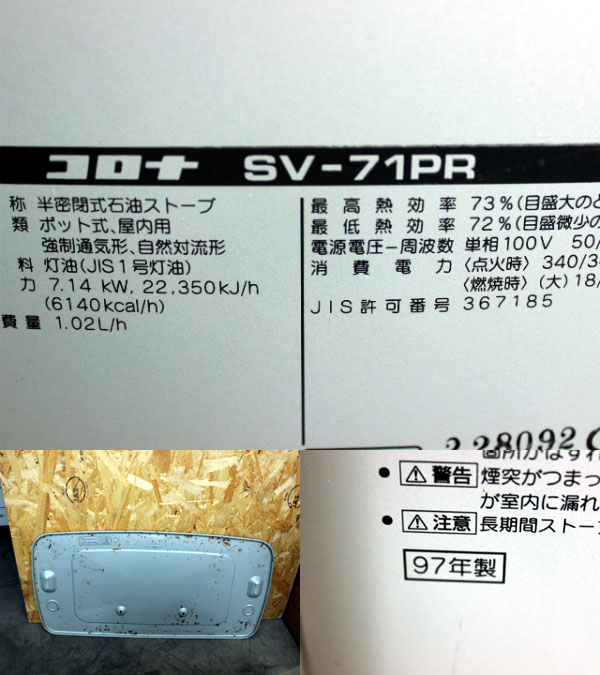 コロナ SV-71PR
称 半密閉式石油ストーブ
類 ポット式、屋内用
強制通気形、自然対流形
料 灯油(JIS1号灯油)
力 7.14 kW, 22,350kJ/h
(6140kcal/h)
費量 1.02L/h
最高熱効率 73%(目盛大のと
最低熱効率 72%(目盛微少の
電源電圧-周波数 単相100V 50/
消費電力 〈点火時〉 340/3
〈燃焼時〉(大)18/
JIS許可番号 367185
228092
箇所がはずれ
⚠警告 煙突がつまっ
が室内に漏れ
⚠注意 長期間ストー
97年製